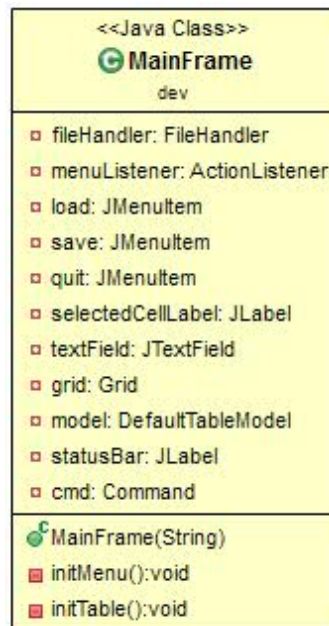 <<Java Class>>
C MainFrame
dev
fileHandler: FileHandler
menuListener: ActionListener
load: JMenuItem
save: JMenuItem
quit: JMenuItem
selectedCellLabel: JLabel
textField: JTextField
grid: Grid
model: DefaultTableModel
statusBar: JLabel
cmd: Command
C MainFrame(String)
initMenu():void
initTable():void